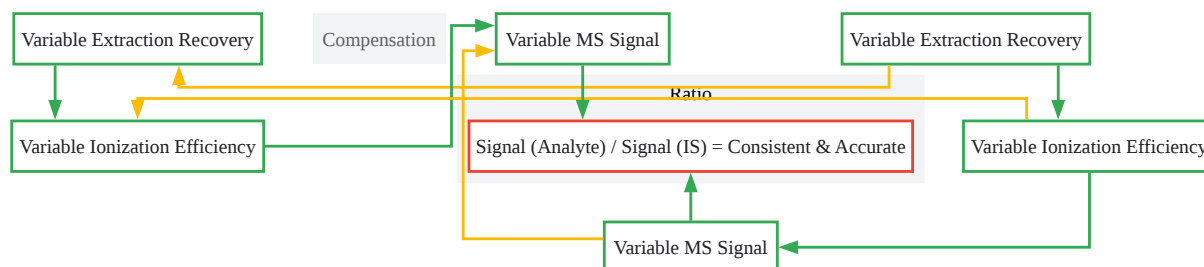 Variable Extraction Recovery
Compensation
Variable MS Signal
Variable Extraction Recovery
Ratio
Variable Ionization Efficiency
Signal (Analyte) / Signal (IS) = Consistent & Accurate
Variable Ionization Efficiency
Variable MS Signal